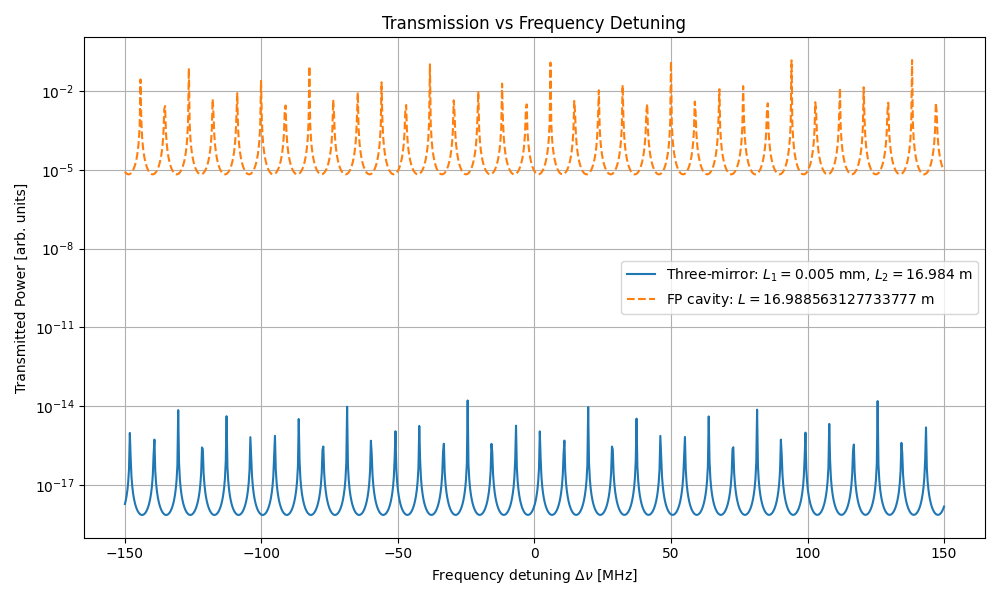 Transmission vs Frequency Detuning
Transmitted Power [arb. units]
10⁻²
10⁻⁵
10⁻⁸
10⁻¹¹
10⁻¹⁴
10⁻¹⁷
Three-mirror: L₁ = 0.005 mm, L₂ = 16.984 m
FP cavity: L = 16.988563127733777 m
−150 −100 −50 0 50 100 150
Frequency detuning Δν [MHz]